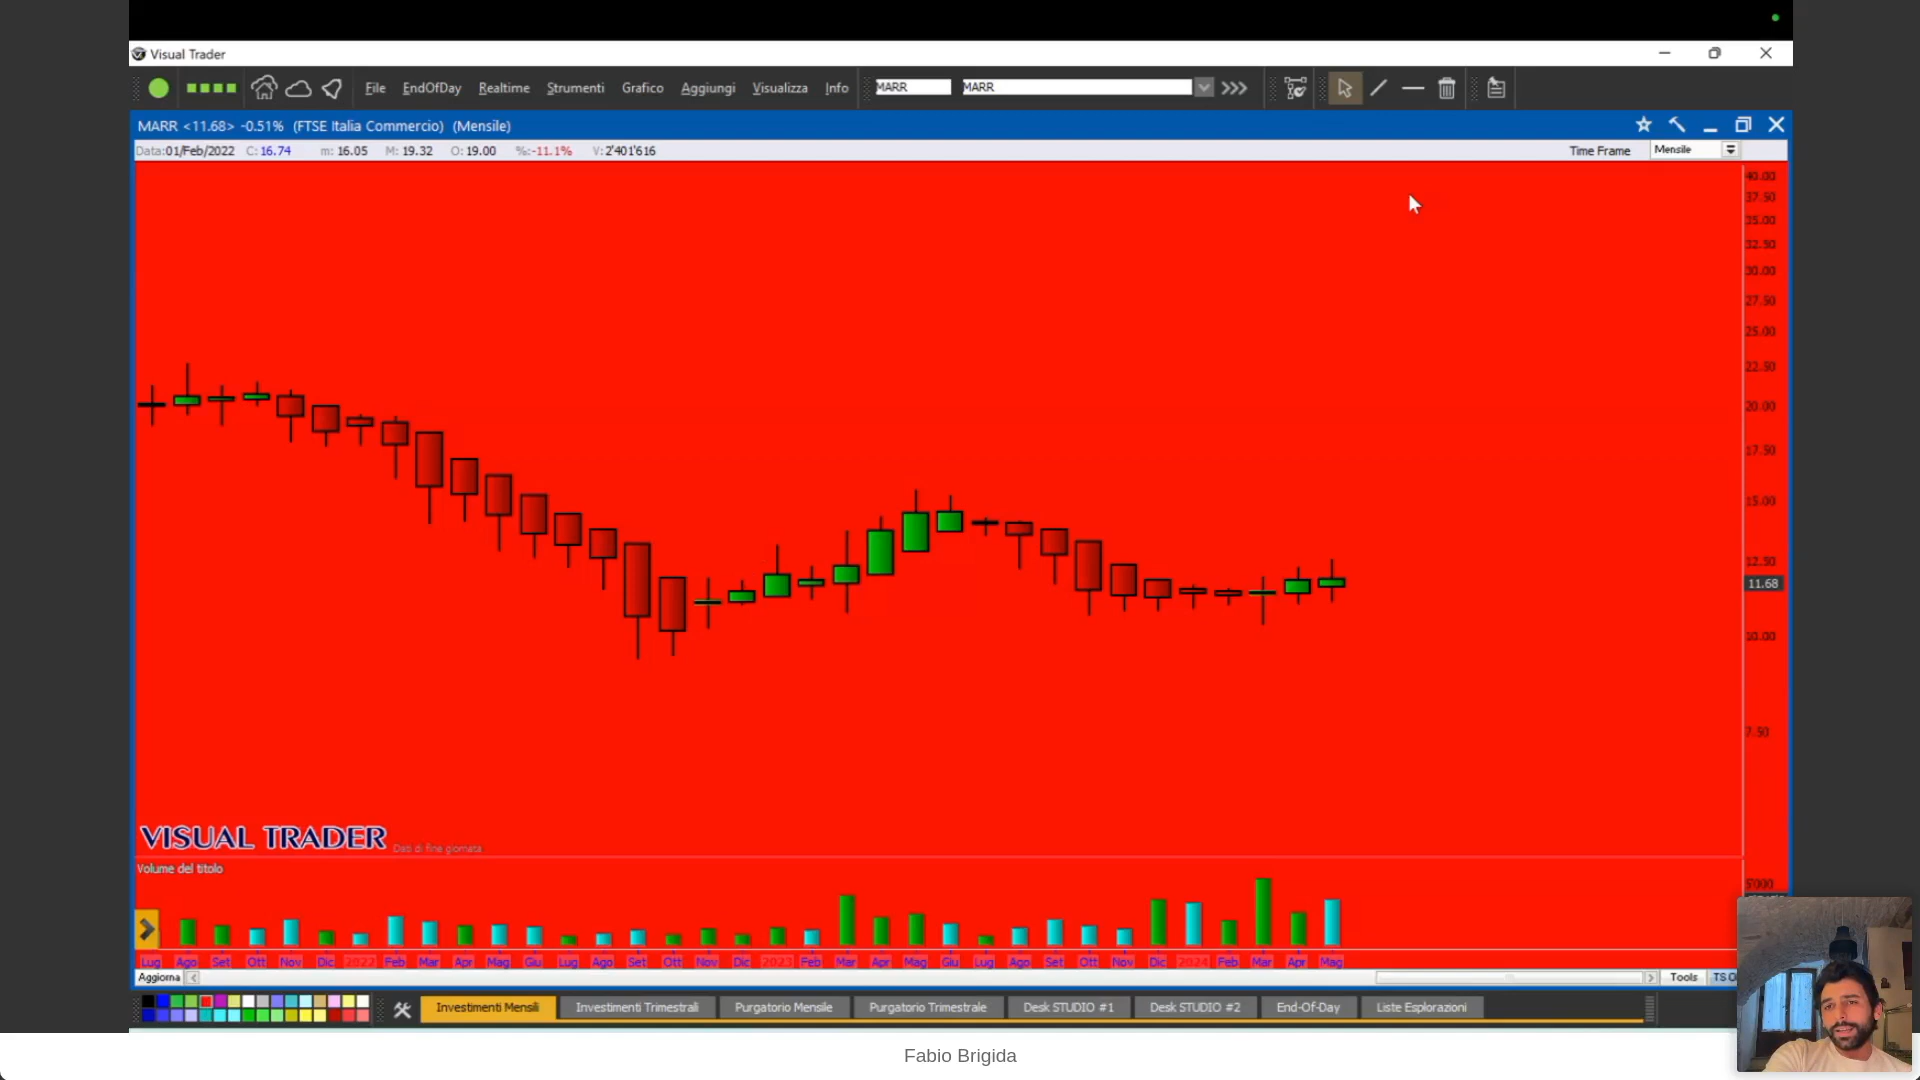 Visual Trader
File EndOfDay Realtime Strumenti Grafico Aggiungi Visualizza Info MARR MARR
MARR <11.68> -0.51% (FTSE Italia Commercio) (Mensile)
Data:01/Feb/2022 C: 16.74 m: 16.05 M: 19.32 O: 19.00 %:-11.1% V: 2'401'616 Time Frame Mensile
40.00
37.50
35.00
32.50
30.00
27.50
25.00
22.50
20.00
17.50
15.00
12.50
11.68
10.00
7.50
VISUAL TRADER Dati di fine giornata
Volume del titolo
5'000
Lug Ago Set Ott Nov Dic 2022 Feb Mar Apr Mag Giu Lug Ago Set Ott Nov Dic 2023 Feb Mar Apr Mag Giu Lug Ago Set Ott Nov Dic 2024 Feb Mar Apr Mag
Aggiorna Tools TS
Investimenti Mensili Investimenti Trimestrali Purgatorio Mensile Purgatorio Trimestrale Desk STUDIO #1 Desk STUDIO #2 End-Of-Day Liste Esplorazioni
Fabio Brigida